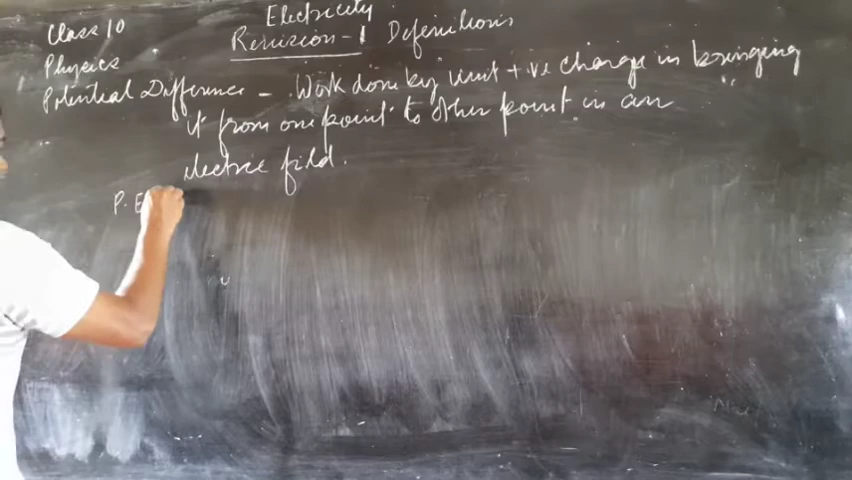 Class 10
Electricity
Physics
Revision-1 Definitions
Potential Difference - Work done by unit +ve charge in bringing
it from one point to other point in an
electric field.
P.E